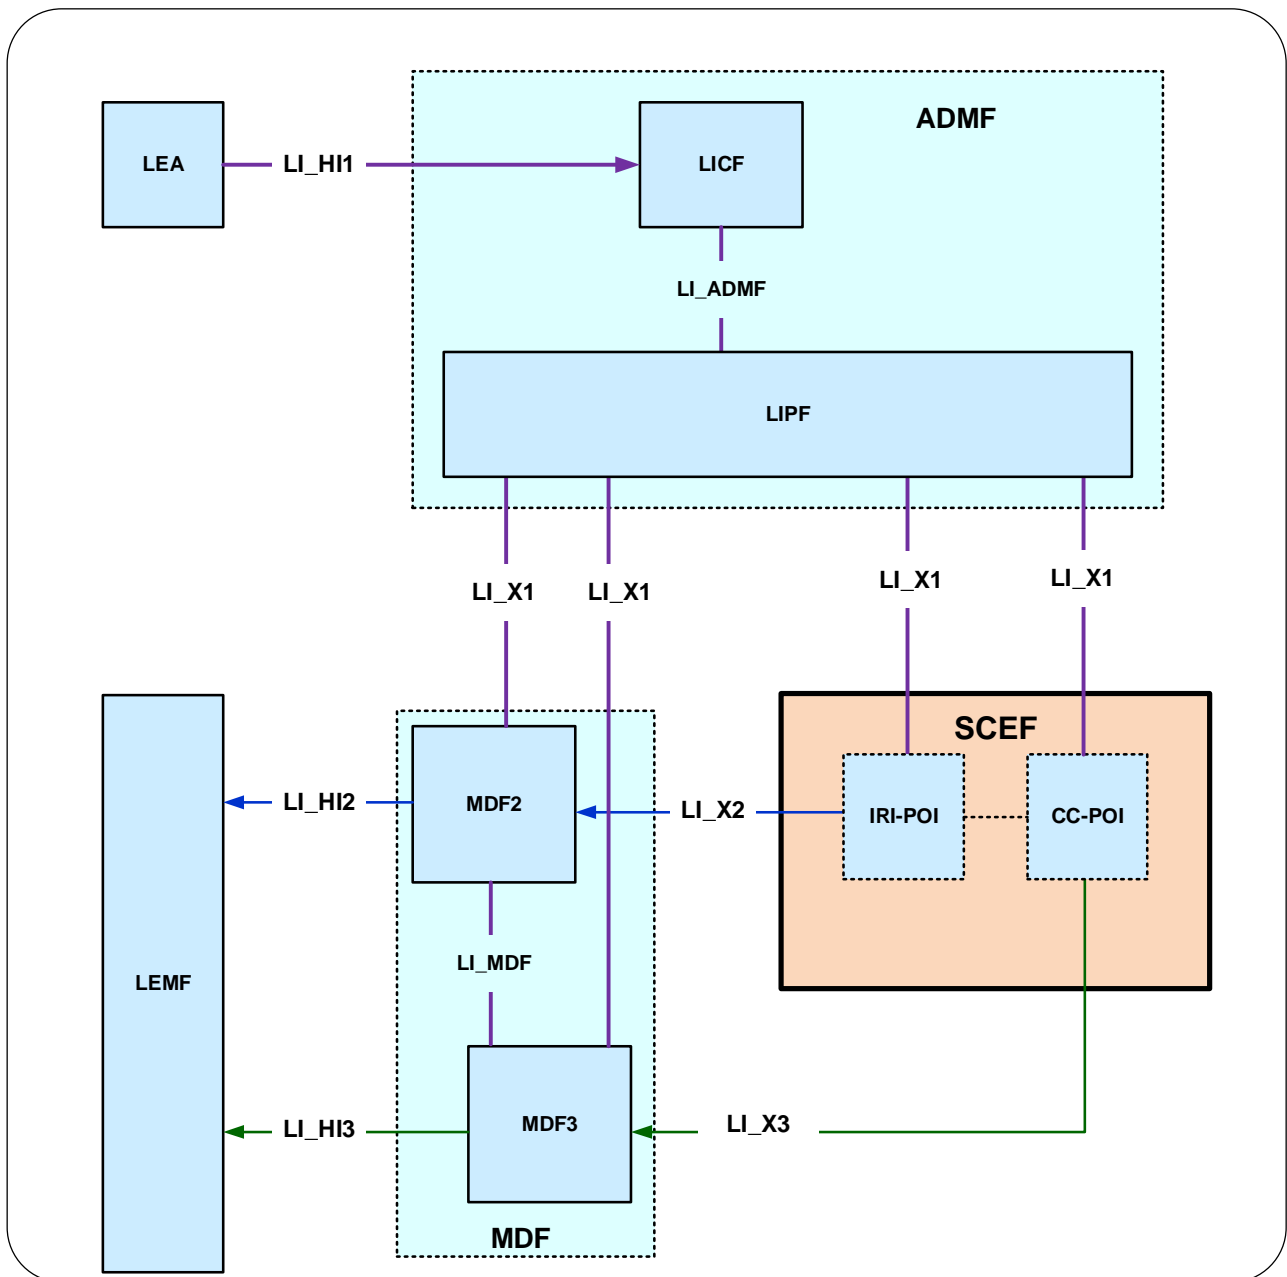 ADMF
LEA
LI_HI1
LICF
LI_ADMF
LIPF
LI_X1
LI_X1
LI_X1
LI_X1
SCEF
LI_HI2
MDF2
LI_X2
IRI-POI
CC-POI
LI_MDF
LEMF
LI_HI3
MDF3
LI_X3
MDF